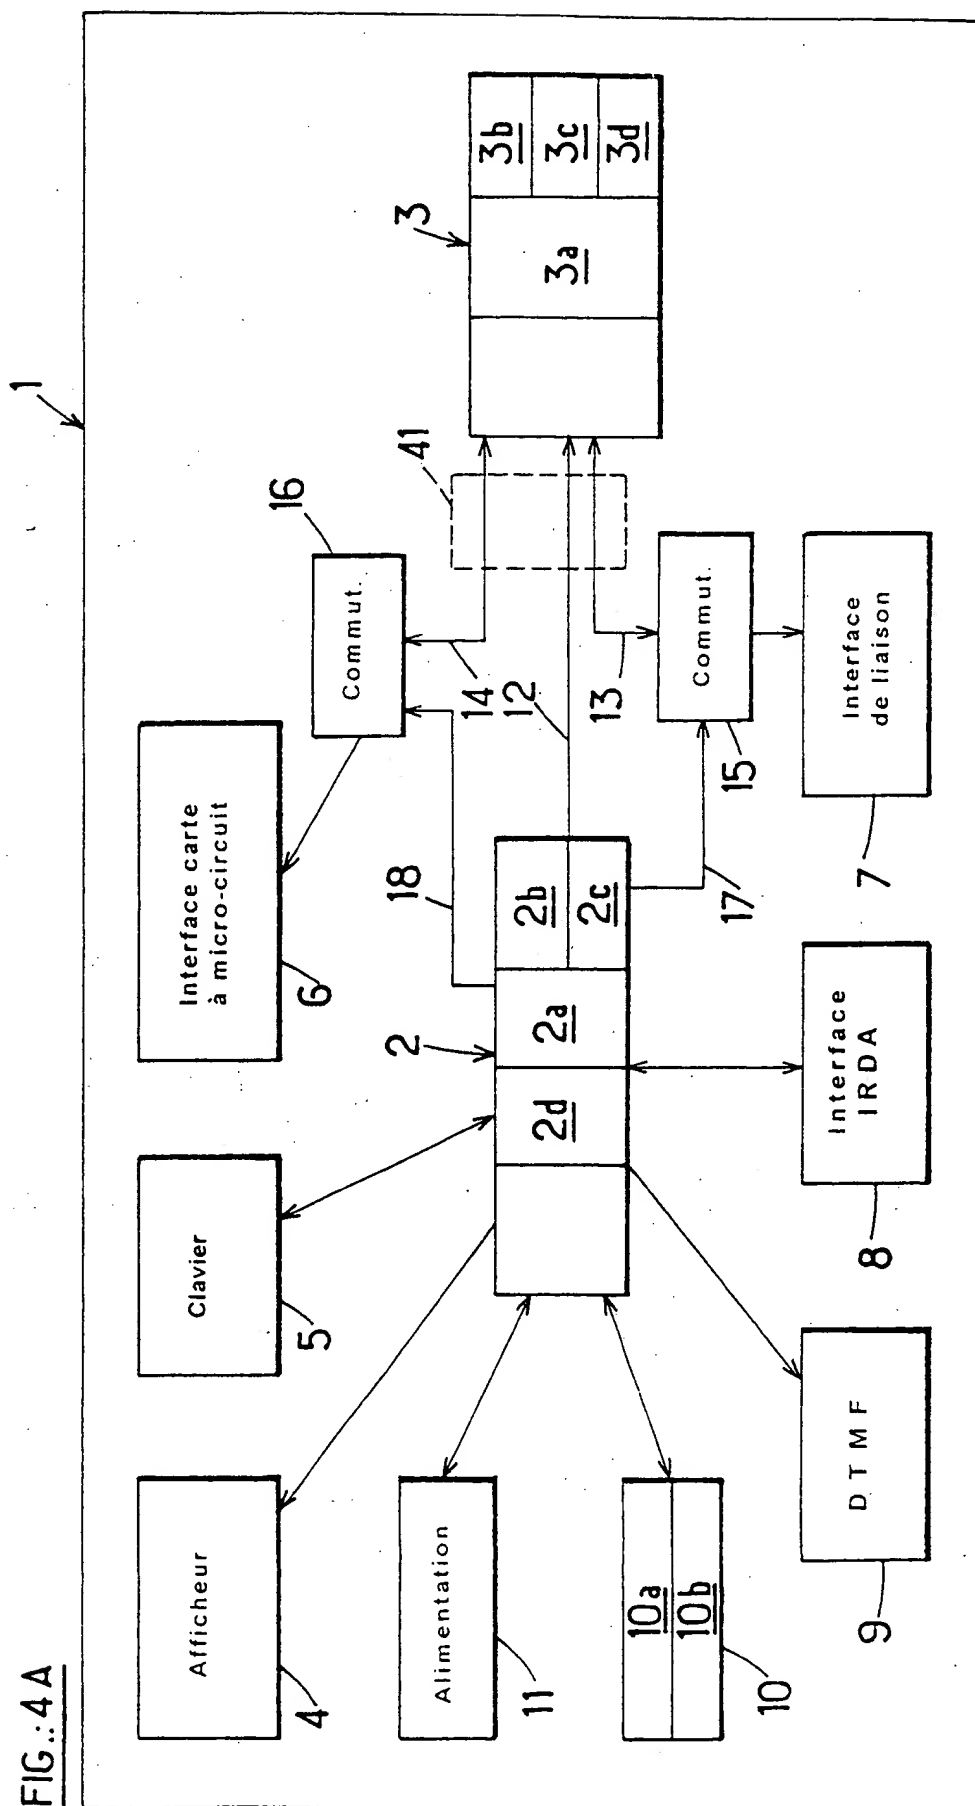 FIG.:4A
1
Afficheur
4
Clavier
5
Interface carte
à micro-circuit
6
Commut.
16
Alimentation
11
2
18
14
12
41
3
2d
2a
2b
2c
3a
3b
3c
3d
10a
10b
10
17
13
Commut.
15
DTMF
9
Interface
IRDA
8
Interface
de liaison
7